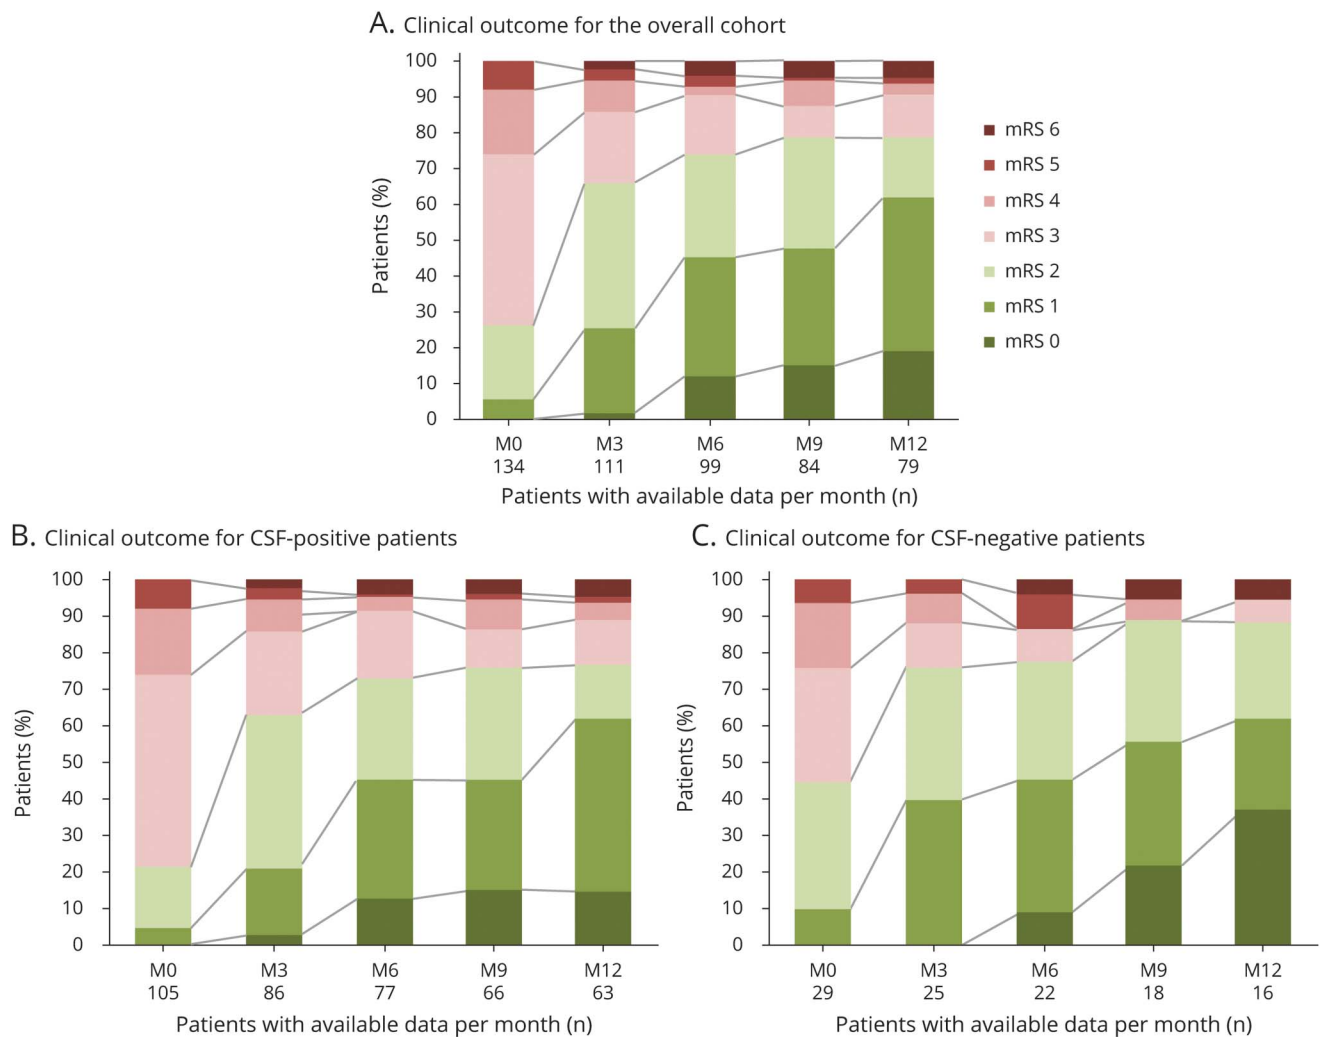 A. Clinical outcome for the overall cohort
100
90
80
70
60
50
40
30
20
10
0
Patients (%)
M0 M3 M6 M9 M12
134 111 99 84 79
Patients with available data per month (n)
mRS 6
mRS 5
mRS 4
mRS 3
mRS 2
mRS 1
mRS 0
B. Clinical outcome for CSF-positive patients
100
90
80
70
60
50
40
30
20
10
0
Patients (%)
M0 M3 M6 M9 M12
105 86 77 66 63
Patients with available data per month (n)
C. Clinical outcome for CSF-negative patients
100
90
80
70
60
50
40
30
20
10
0
Patients (%)
M0 M3 M6 M9 M12
29 25 22 18 16
Patients with available data per month (n)